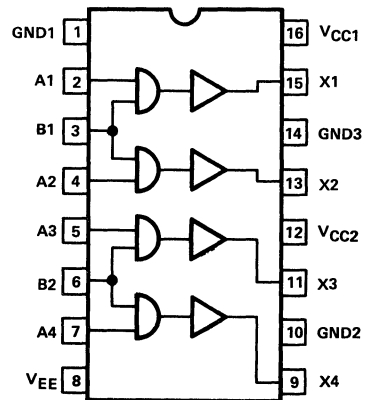 GND1 1 16 VCC1
A1 2 15 X1
B1 3 14 GND3
A2 4 13 X2
A3 5 12 VCC2
B2 6 11 X3
A4 7 10 GND2
VEE 8 9 X4